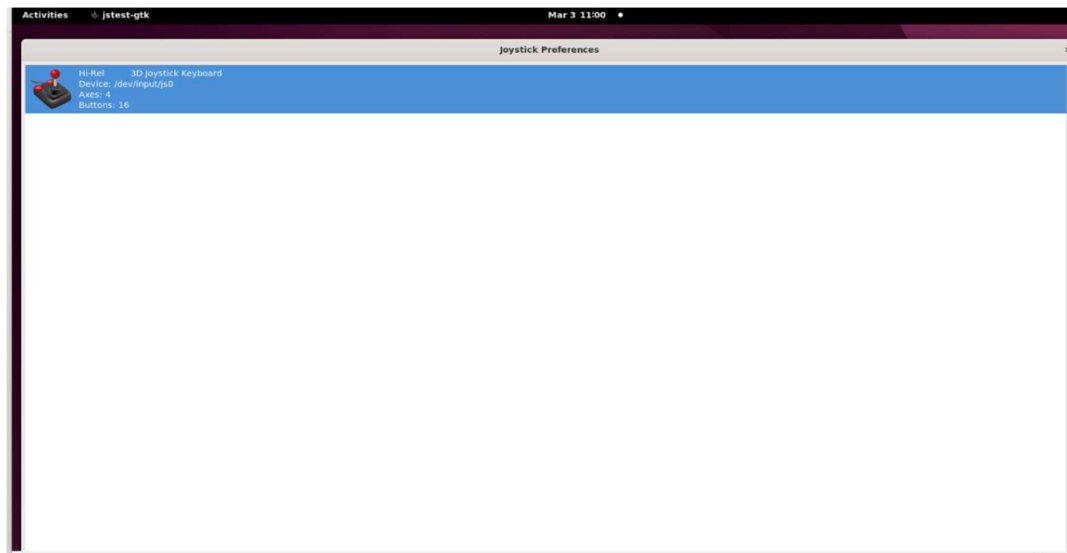 Activities jstest-gtk Mar 3 11:00
Joystick Preferences
Hi-Rel 3D Joystick Keyboard
Device: /dev/input/js0
Axes: 4
Buttons: 16